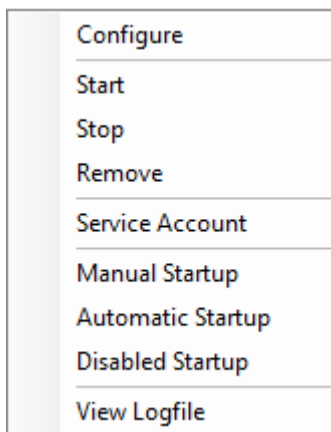 Configure
Start
Stop
Remove
Service Account
Manual Startup
Automatic Startup
Disabled Startup
View Logfile